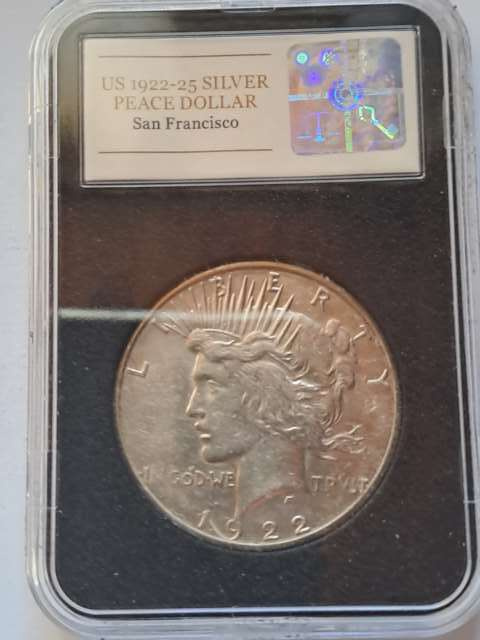 US 1922-25 SILVER
PEACE DOLLAR
San Francisco
LIBERTY
IN GOD WE TRVST
1922